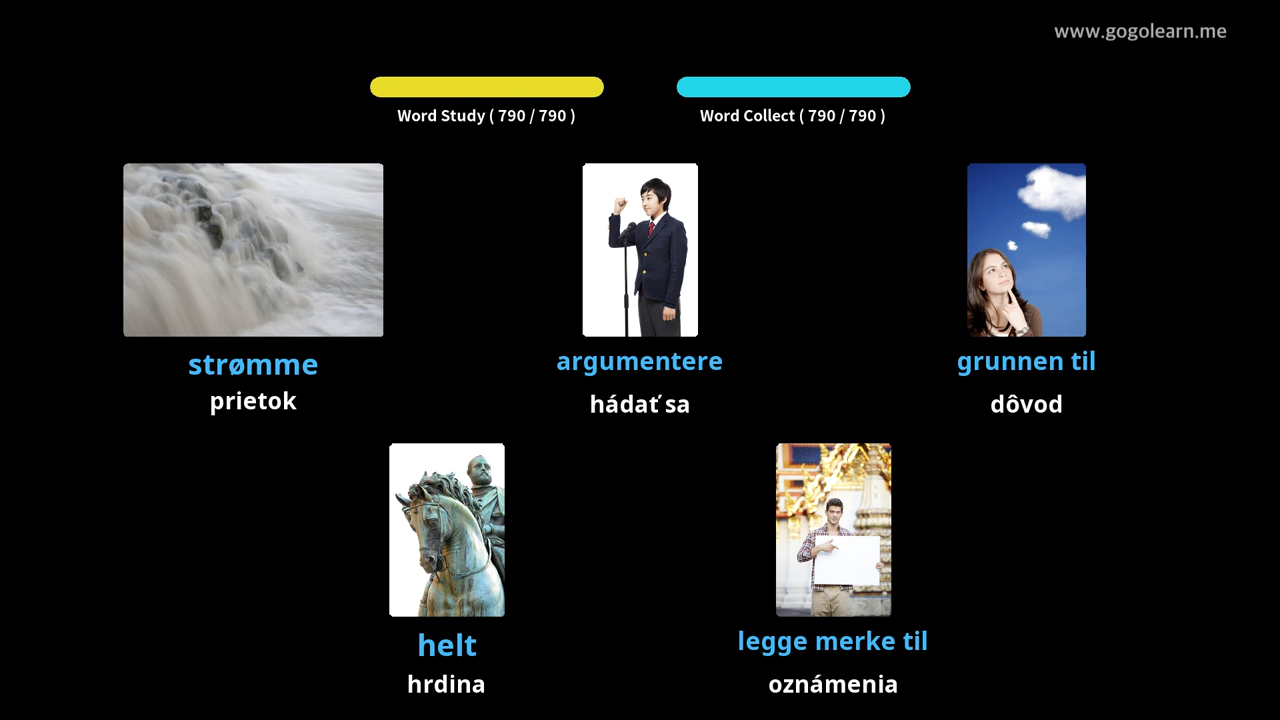 www.gogolearn.me
Word Study ( 790 / 790 )
Word Collect ( 790 / 790 )
strømme
prietok
argumentere
hádať sa
grunnen til
dôvod
helt
hrdina
legge merke til
oznámenia